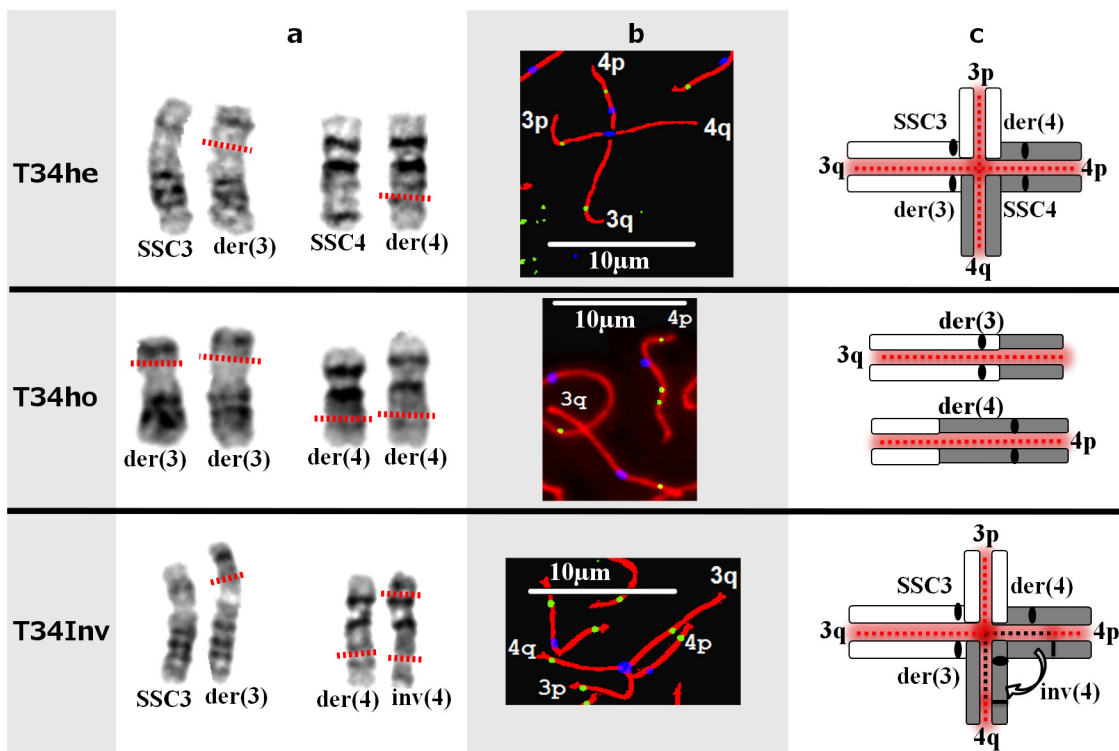 a b c
T34he
SSC3 der(3) SSC4 der(4)
4p
3p
4q
3q
10µm
3p
SSC3 der(4)
3q 4p
der(3) SSC4
4q
T34ho
der(3) der(3) der(4) der(4)
10µm
4p
3q
der(3)
3q
der(4)
4p
T34Inv
SSC3 der(3) der(4) inv(4)
10µm
3q
4q 4p
3p
3p
SSC3 der(4)
3q 4p
der(3) inv(4)
4q